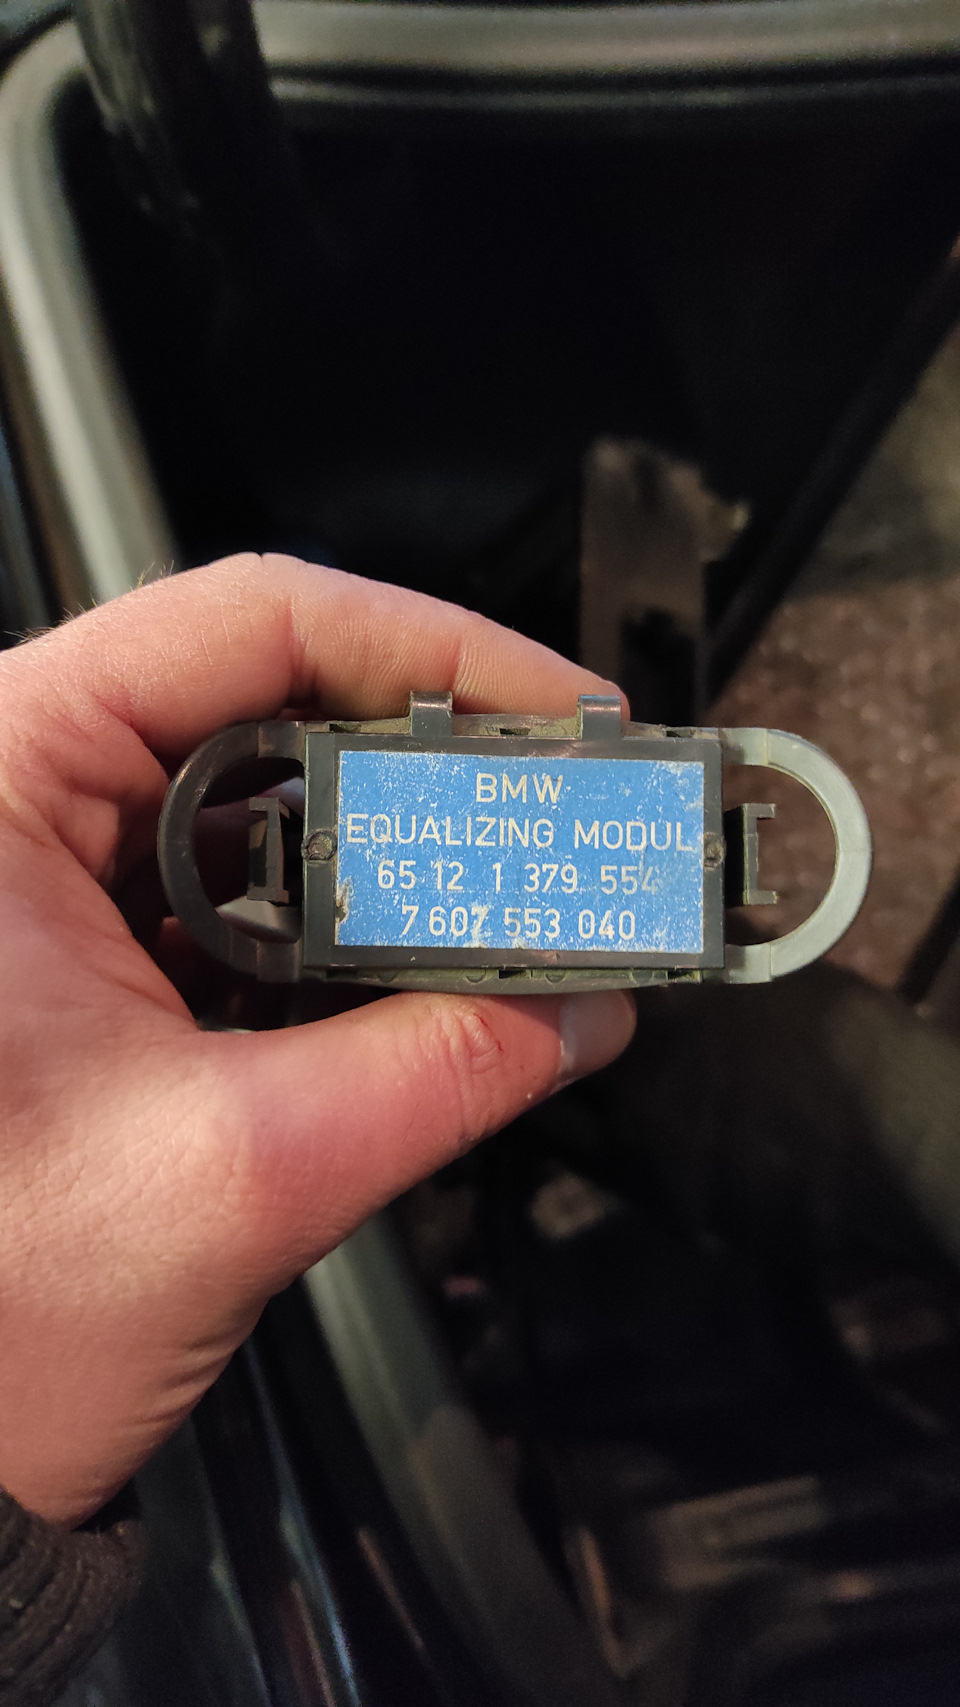 BMW
EQUALIZING MODUL
65 12 1 379 554
7 607 553 040